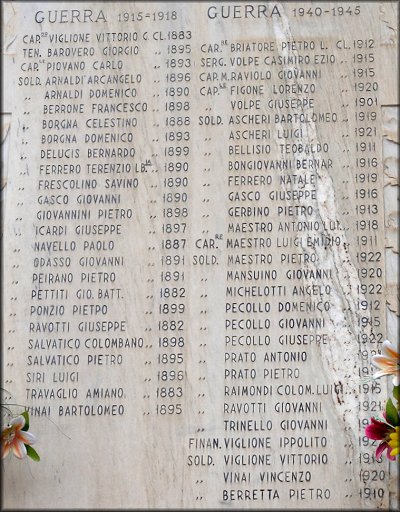 GUERRA 1915=1918
CAP.RE VIGLIONE VITTORIO G. CL. 1883
TEN. BAROVERO GIORGIO „ 1895
CAP.LE PIOVANO CARLO „ 1893
SOLD. ARNALDI ARCANGELO „ 1896
„ ARNALDI DOMENICO „ 1890
„ BERRONE FRANCESCO „ 1898
„ BORGNA CELESTINO „ 1888
„ BORGNA DOMENICO „ 1893
„ DELUCIS BERNARDO „ 1899
„ FERRERO TERENZIO LB.IA „ 1890
„ FRESCOLINO SAVINO „ 1890
„ GASCO GIOVANNI „ 1890
„ GIOVANNINI PIETRO „ 1898
„ ICARDI GIUSEPPE „ 1897
„ NAVELLO PAOLO „ 1887
„ ODASSO GIOVANNI „ 1891
„ PEIRANO PIETRO „ 1891
„ PETTITI GIO. BATT. „ 1882
„ PONZIO PIETPO „ 1899
„ RAVOTTI GIUSEPPE „ 1882
„ SALVATICO COLOMBANO „ 1898
„ SALVATICO PIETRO „ 1895
„ SIRI LUIGI „ 1896
„ TRAVAGLIO AMIANO „ 1883
„ VINAI BARTOLOMEO „ 1895
GUERRA 1940-1945
CAP.RE BRIATORE PIETRO L. CL. 1912
SERG. VOLPE CASIMIRO EZIO „ 1915
CAP. M. RAVIOLO GIOVANNI „ 1915
CAP.LE FIGONE LORENZO „ 1920
„ VOLPE GIUSEPPE „ 1901
SOLD. ASCHERI BARTOLOMEO „ 1919
„ ASCHERI LUIGI „ 1921
„ BELLISIO TEOBALDO „ 1911
„ BONGIOVANNI BERNAR „ 1916
„ FERRERO NATALE „ 1919
„ GASCO GIUSEPPE „ 1916
„ GERBINO PIETRO „ 1913
„ MAESTRO ANTONIO LUI. „ 1918
CAR.RE MAESTRO LUIGI EMIDIO „ 1911
SOLD. MAESTRO PIETRO „ 1922
„ MANSUINO GIOVANNI „ 1920
„ MICHELOTTI ANGELO „ 1922
„ PECOLLO DOMENICO „ 1912
„ PECOLLO GIOVANNI „
„ PECOLLO GIUSEPPE „ 1922
„ PRATO ANTONIO „
„ PRATO PIETRO „
„ RAIMONDI COLOM. LUIGI
„ RAVOTTI GIOVANNI „
„ TRINELLO GIOVANNI
FINAN. VIGLIONE IPPOLITO „
SOLD. VIGLIONE VITTORIO „
„ VINAI VINCENZO „ 1920
„ BERRETTA PIETRO „ 1910